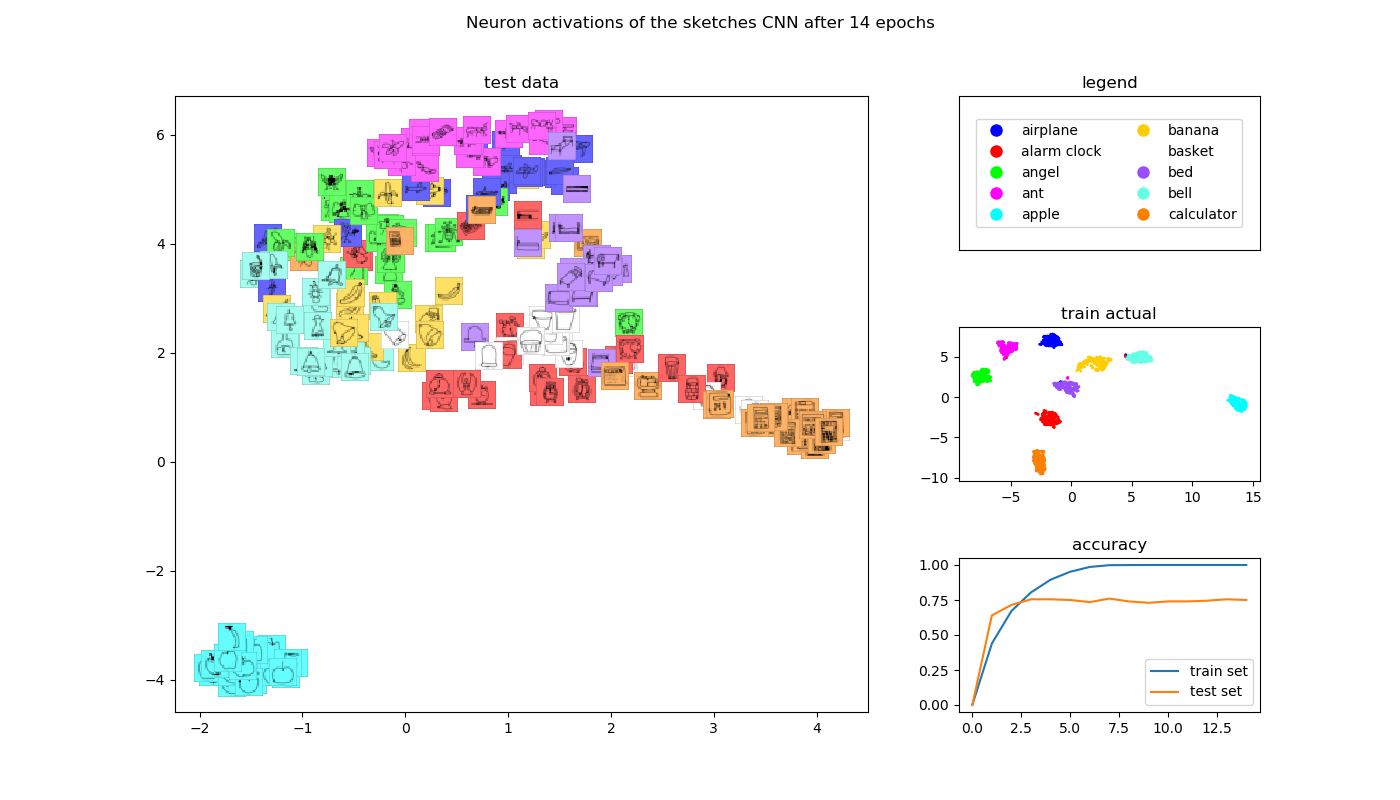 Neuron activations of the sketches CNN after 14 epochs
test data
6
4
2
0
−2
−4
−2
−1
0
1
2
3
4
legend
airplane
alarm clock
angel
ant
apple
banana
basket
bed
bell
calculator
train actual
5
0
−5
−10
−5
0
5
10
15
accuracy
1.00
0.75
0.50
0.25
0.00
train set
test set
0.0
2.5
5.0
7.5
10.0
12.5